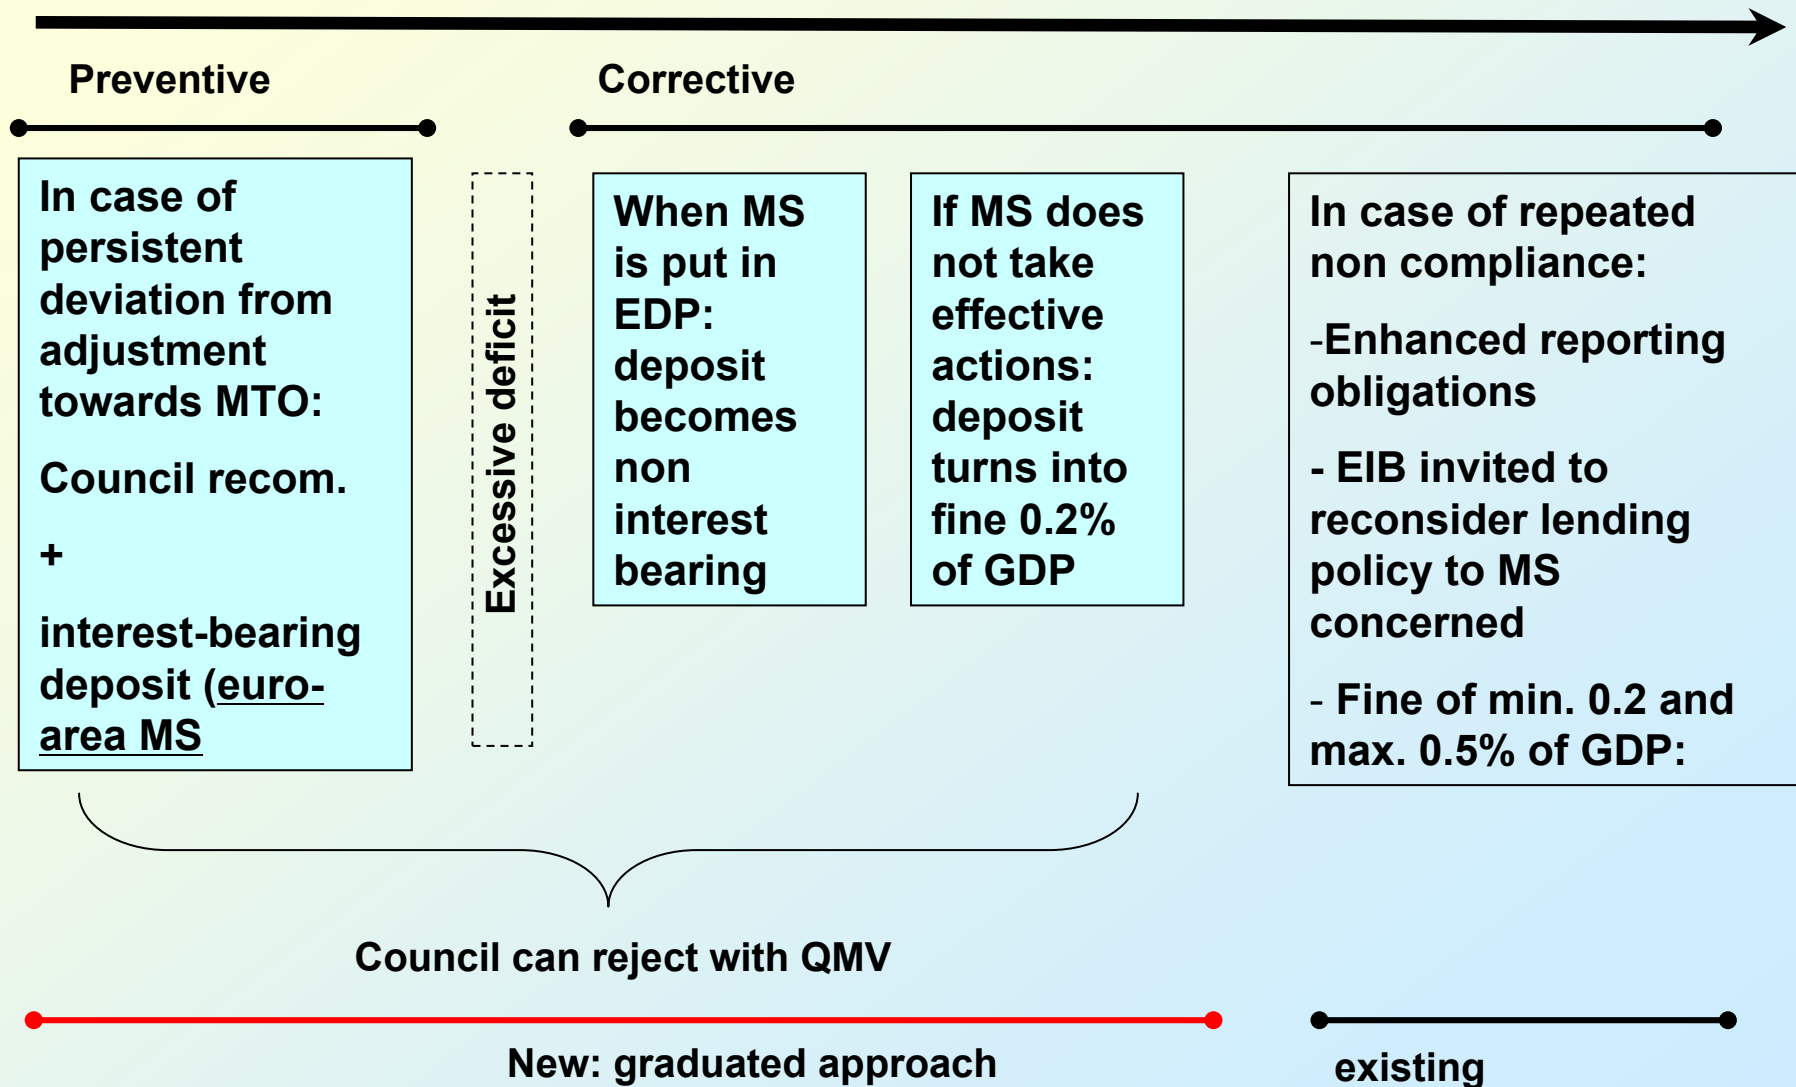 Preventive
Corrective
In case of
persistent
deviation from
adjustment
towards MTO:
Council recom.
+
interest-bearing
deposit (euro-
area MS
Excessive deficit
When MS
is put in
EDP:
deposit
becomes
non
interest
bearing
If MS does
not take
effective
actions:
deposit
turns into
fine 0.2%
of GDP
In case of repeated
non compliance:
-Enhanced reporting
obligations
- EIB invited to
reconsider lending
policy to MS
concerned
- Fine of min. 0.2 and
max. 0.5% of GDP:
Council can reject with QMV
New: graduated approach
existing